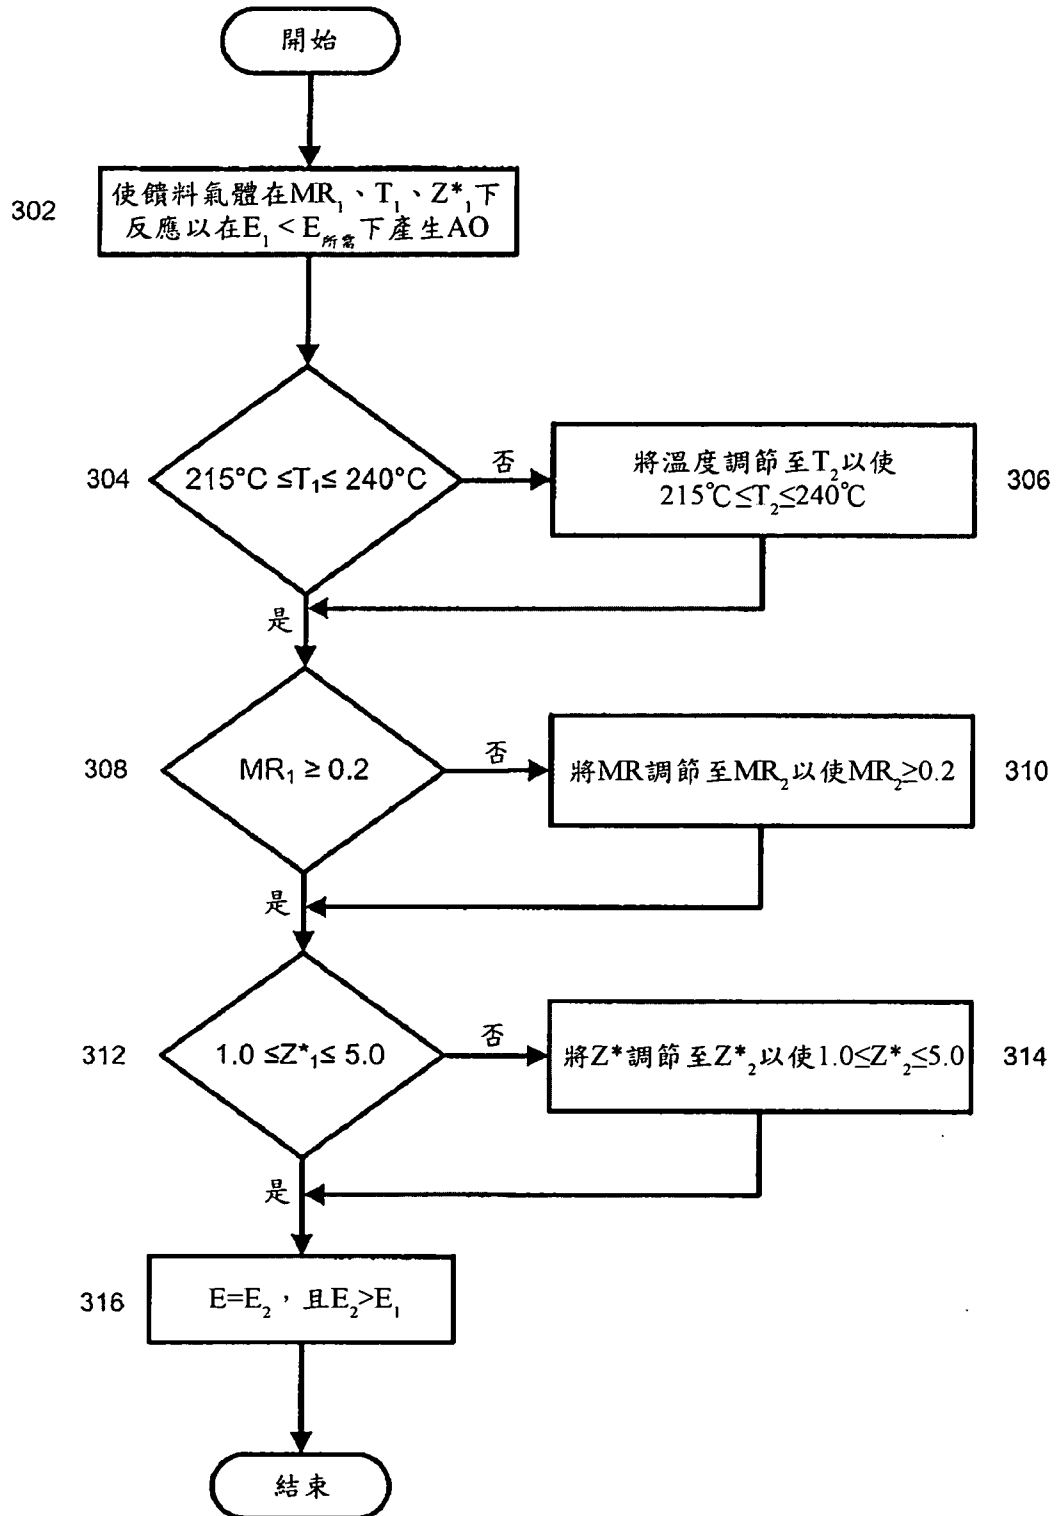 開始
302
使饋料氣體在MR₁、T₁、Z*₁下
反應以在E₁ < E所需下產生AO
304
215°C ≤T₁≤ 240°C
否
將溫度調節至T₂以使
215℃≤T₂≤240℃
306
是
308
MR₁ ≥ 0.2
否
將MR調節至MR₂以使MR₂≥0.2
310
是
312
1.0 ≤Z*₁≤ 5.0
否
將Z*調節至Z*₂以使1.0≤Z*₂≤5.0
314
是
316
E=E₂，且E₂>E₁
結束